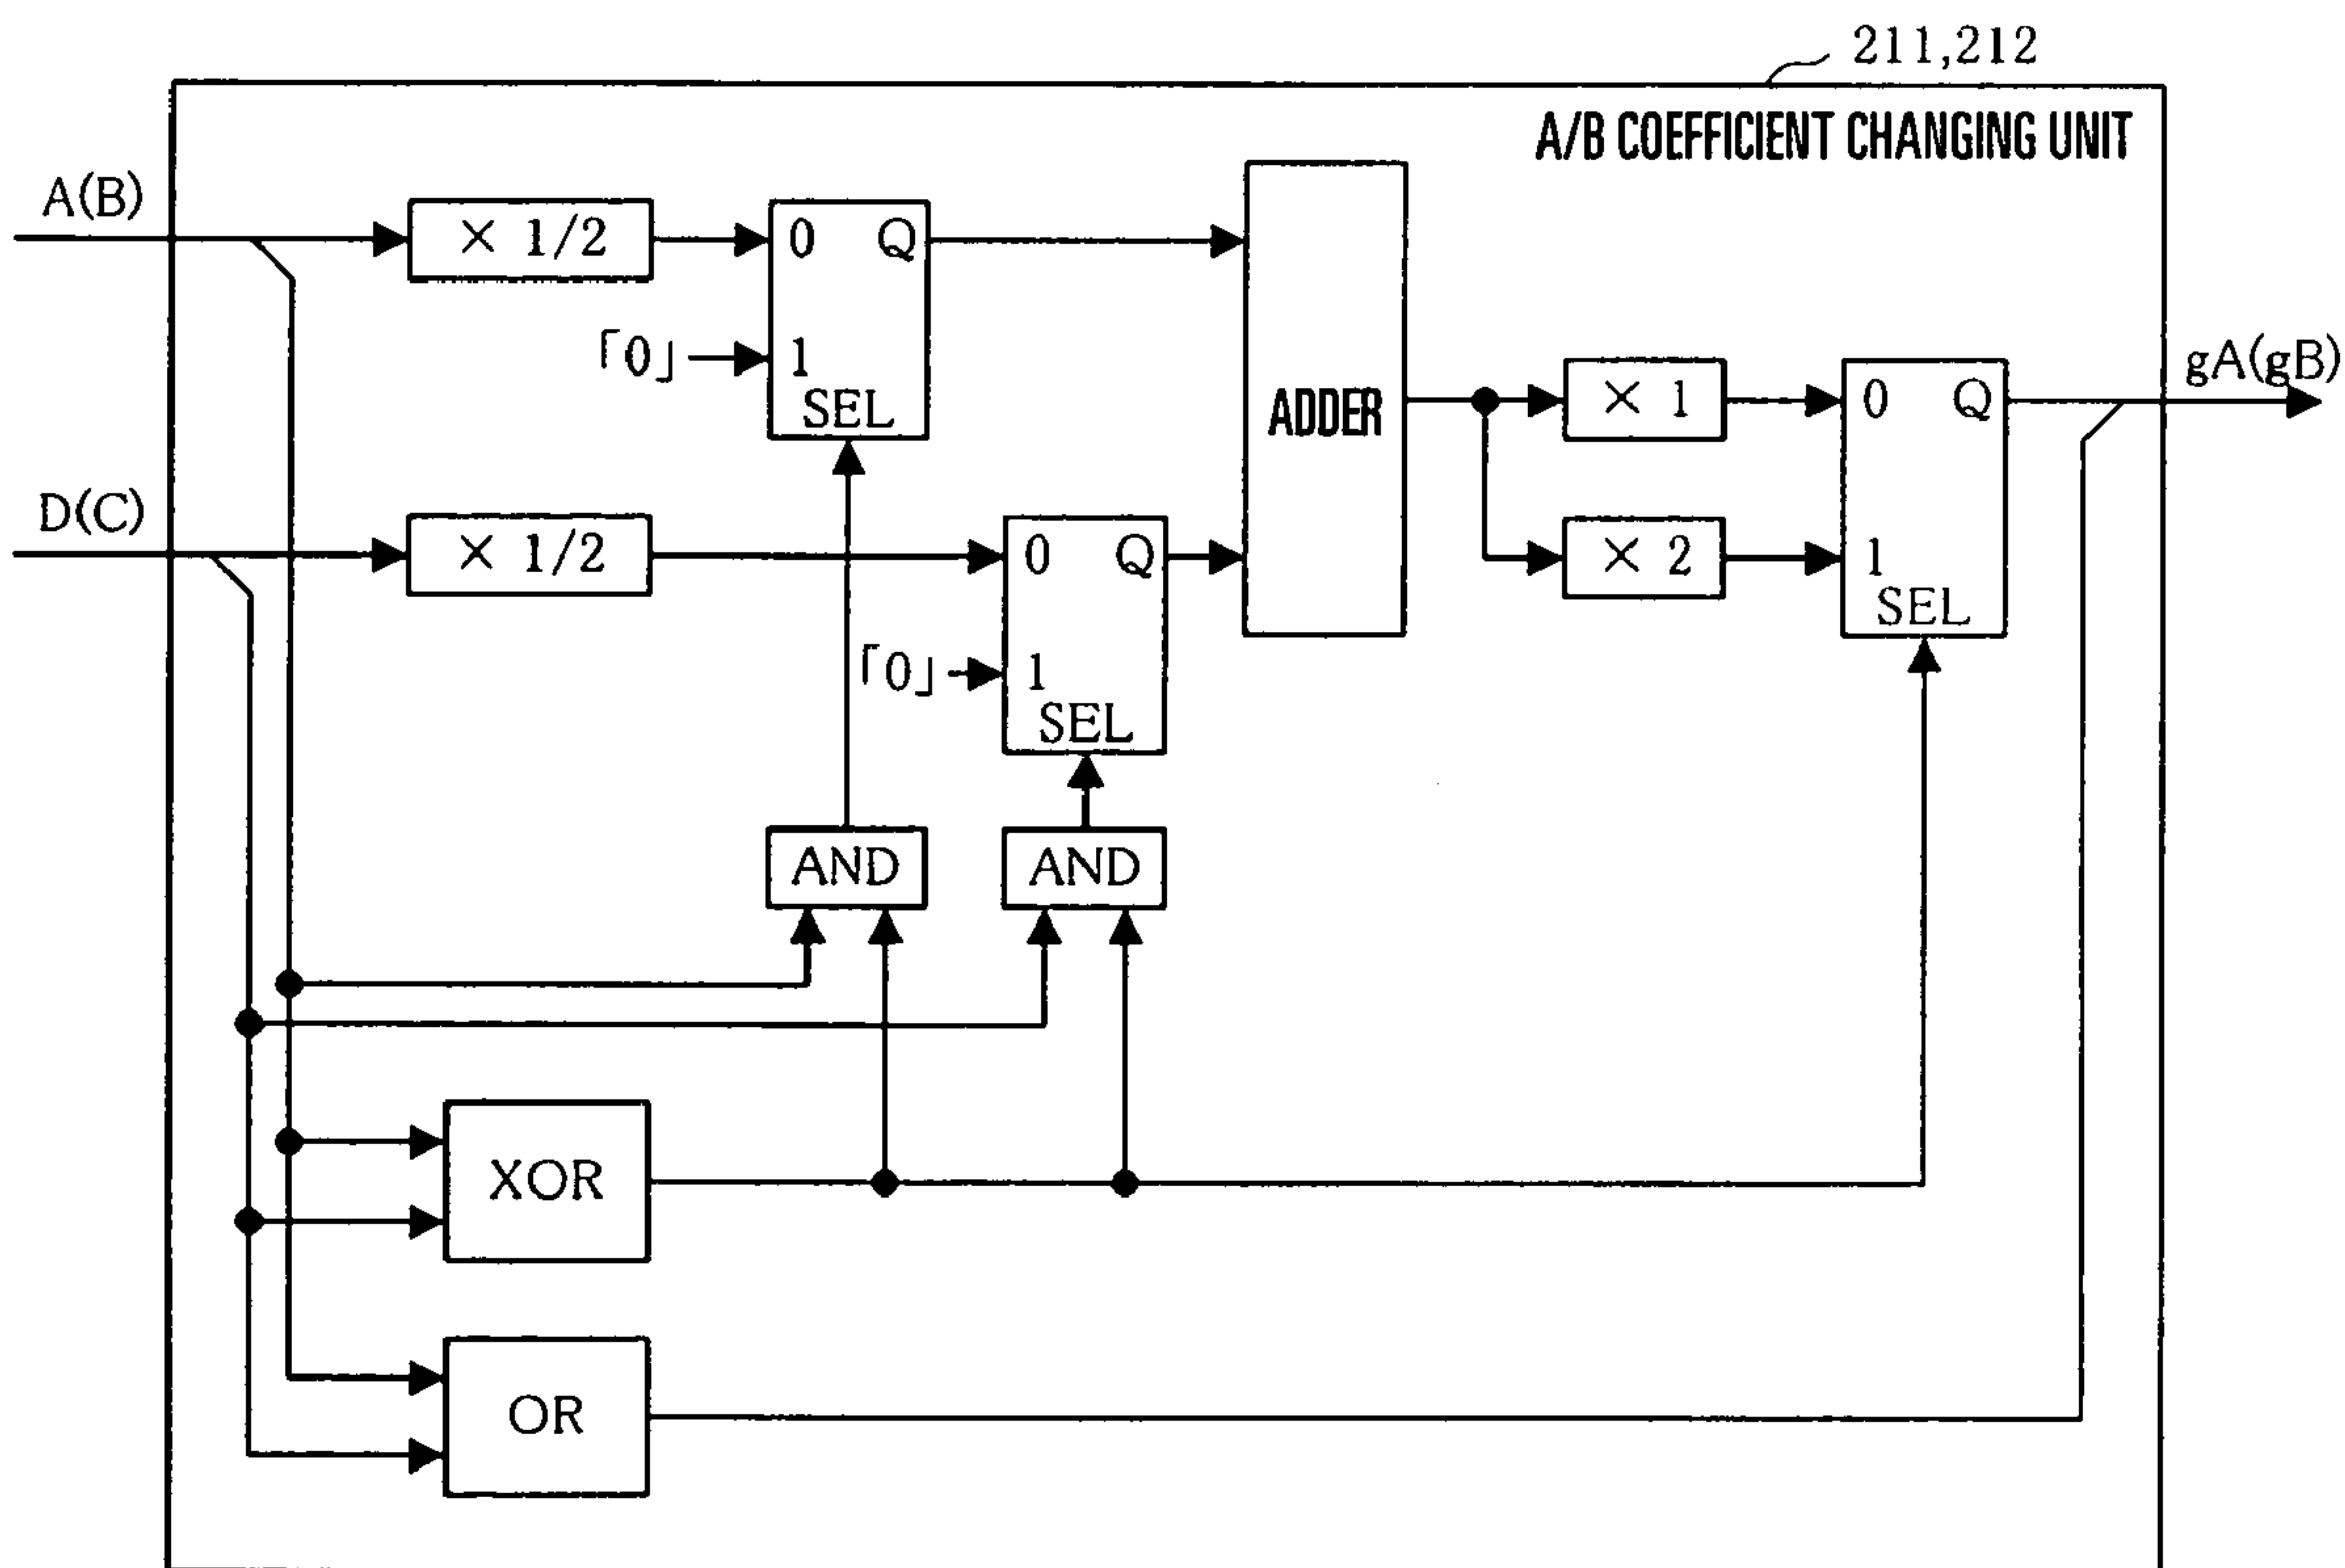 211,212
A/B COEFFICIENT CHANGING UNIT
A(B)
× 1/2
0 Q
「0」
1
SEL
ADDER
× 1
0 Q
gA(gB)
D(C)
× 1/2
0 Q
× 2
1
SEL
「0」
1
SEL
AND
AND
XOR
OR